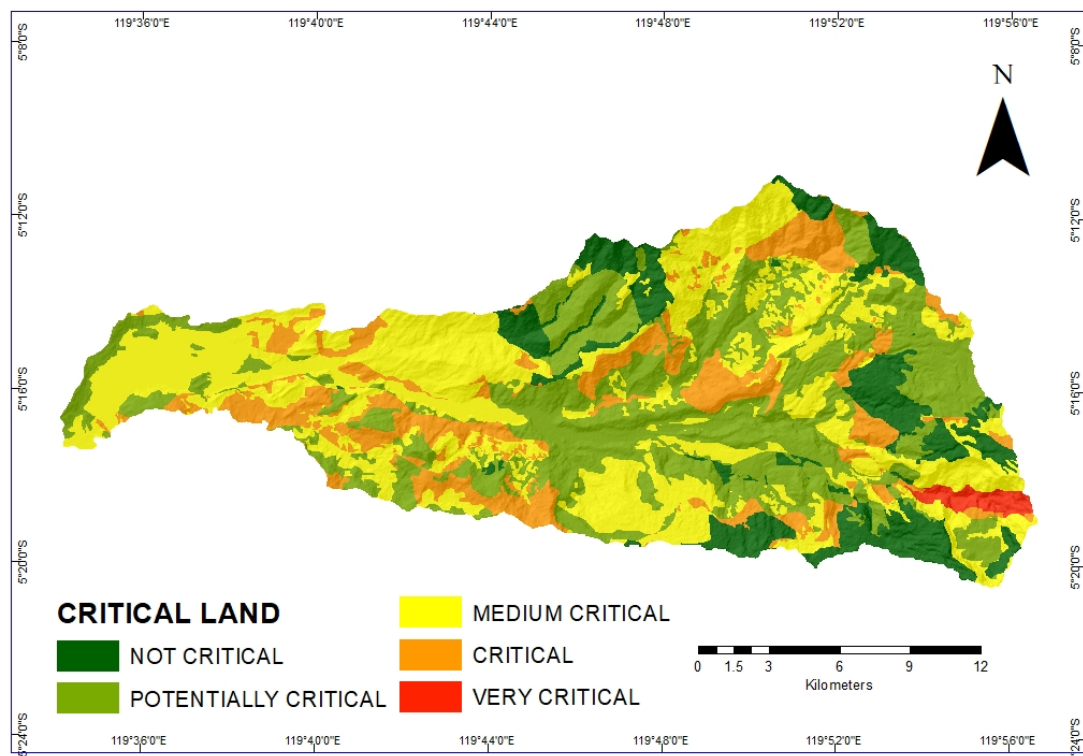 119°36'0"E 119°40'0"E 119°44'0"E 119°48'0"E 119°52'0"E 119°56'0"E
5°8'0"S 5°8'0"S
N
5°12'0"S 5°12'0"S
5°16'0"S 5°16'0"S
5°20'0"S 5°20'0"S
CRITICAL LAND
NOT CRITICAL
POTENTIALLY CRITICAL
MEDIUM CRITICAL
CRITICAL
VERY CRITICAL
0 1.5 3 6 9 12
Kilometers
5°24'0"S 5°24'0"S
119°36'0"E 119°40'0"E 119°44'0"E 119°48'0"E 119°52'0"E 119°56'0"E